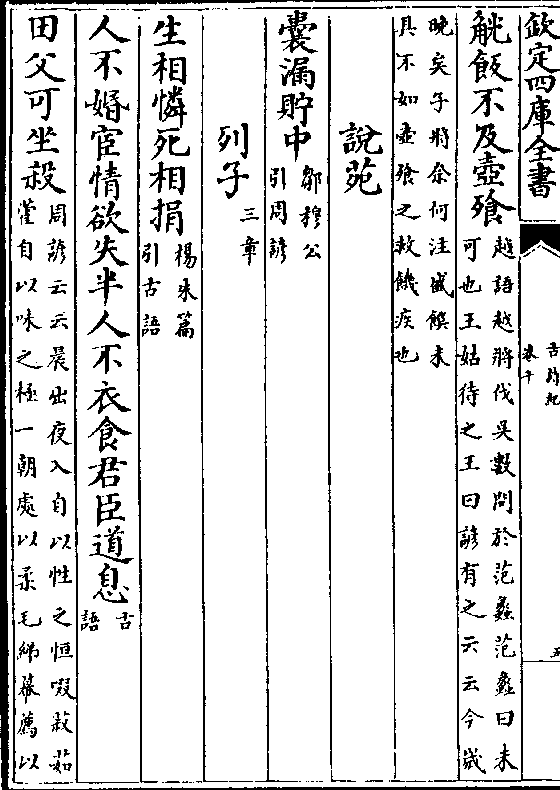 欽定四庫全書
古詩紀
卷十
五
觥飯不及壺飱
越語越將伐吳數問於范蠡范蠡曰未
可也王姑待之王曰諺有之云云今歲
晚矣子將奈何注盛饌未
具不如壺飱之救饑疾也
說苑
囊漏貯中
鄒穆公
引周諺
列子
三章
生相憐死相捐
楊朱篇
引古語
人不婚宦情欲失半人不衣食君臣道息
古
語
田父可坐殺
周諺云云晨出夜入自以性之恒啜菽茹
藿自以味之極一朝處以柔毛綈幕薦以